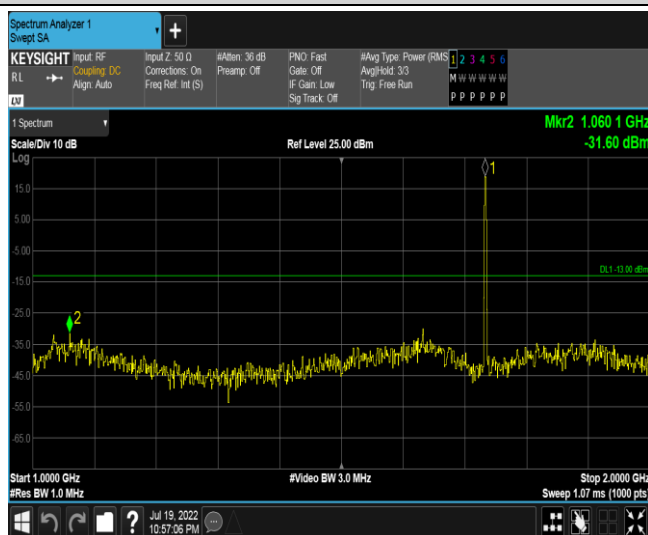 Spectrum Analyzer 1
Swept SA
KEYSIGHT Input: RF Input Z: 50 Ω #Atten: 36 dB PNO: Fast #Avg Type: Power (RMS 1 2 3 4 5 6
RL Coupling: DC Corrections: On Preamp: Off Gate: Off Avg|Hold: 3/3 M W W W W W
Align: Auto Freq Ref: Int (S) IF Gain: Low Trig: Free Run
Sig Track: Off P P P P P P
LXI
1 Spectrum Mkr2 1.060 1 GHz
Scale/Div 10 dB Ref Level 25.00 dBm -31.60 dBm
Log
1
15.0
5.00
-5.00
DL1 -13.00 dBm
-15.0
-25.0
2
-35.0
-45.0
-55.0
-65.0
Start 1.0000 GHz #Video BW 3.0 MHz Stop 2.0000 GHz
#Res BW 1.0 MHz Sweep 1.07 ms (1000 pts)
? Jul 19, 2022
10:57:06 PM